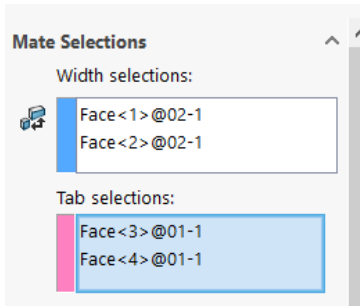 Mate Selections
Width selections:
Face<1>@02-1
Face<2>@02-1
Tab selections:
Face<3>@01-1
Face<4>@01-1